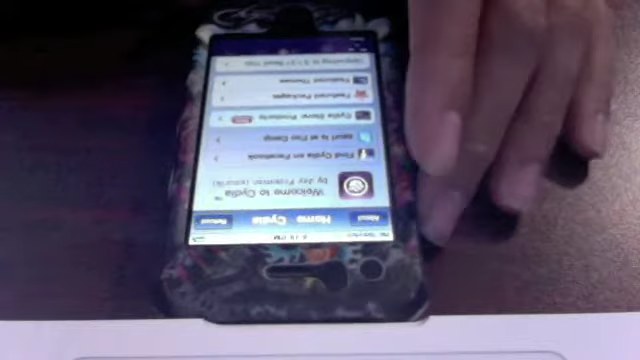 About Home Cydia Reload
Welcome to Cydia™
by Jay Freeman (saurik)
Find Cydia on Facebook
Cydia Store: Products
Featured Packages
Featured Themes